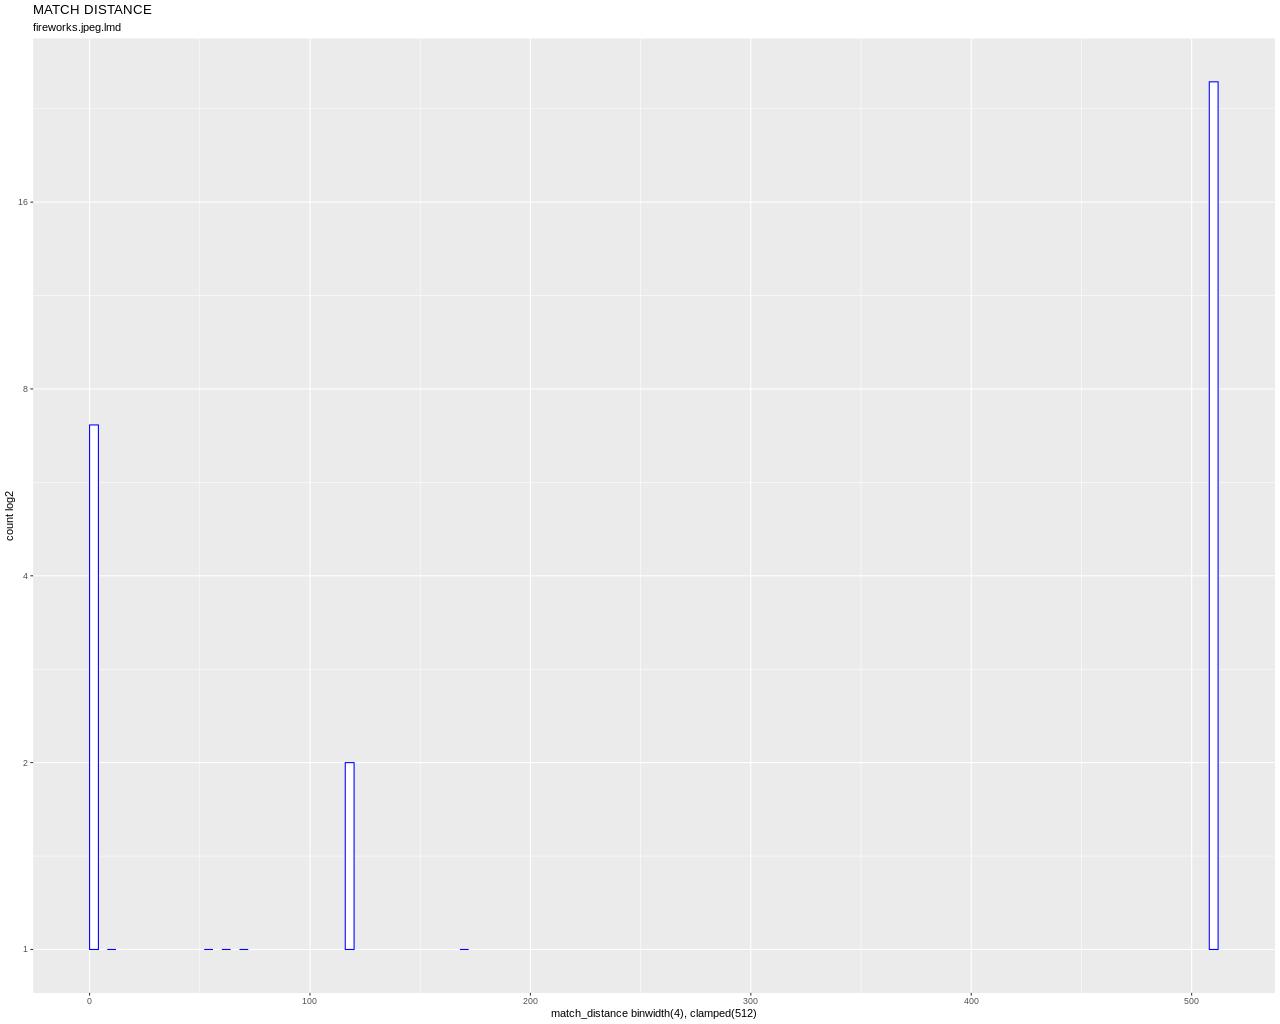 MATCH DISTANCE
fireworks.jpeg.lmd
count log2
16
8
4
2
1
0
100
200
300
400
500
match_distance binwidth(4), clamped(512)